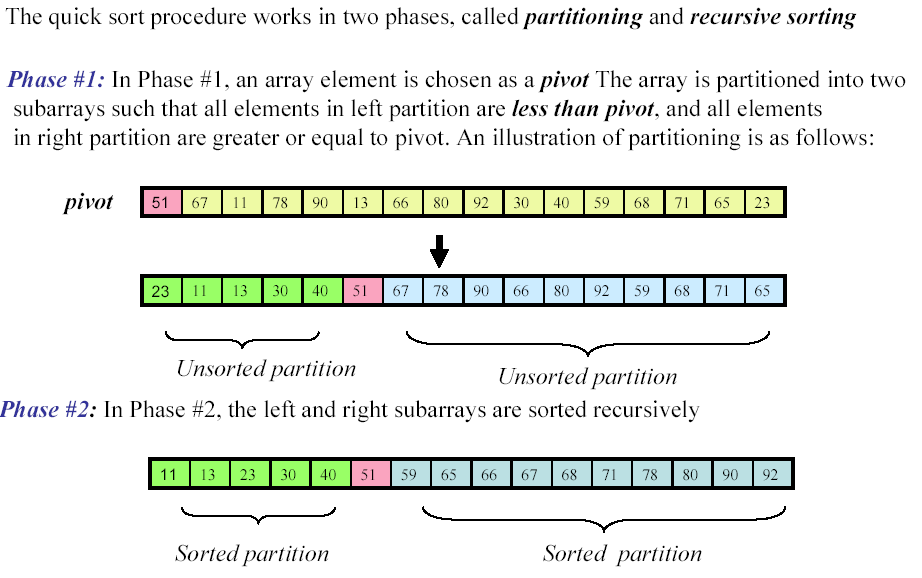 The quick sort procedure works in two phases, called partitioning and recursive sorting
Phase #1: In Phase #1, an array element is chosen as a pivot The array is partitioned into two
subarrays such that all elements in left partition are less than pivot, and all elements
in right partition are greater or equal to pivot. An illustration of partitioning is as follows:
pivot 51 67 11 78 90 13 66 80 92 30 40 59 68 71 65 23
23 11 13 30 40 51 67 78 90 66 80 92 59 68 71 65
Unsorted partition Unsorted partition
Phase #2: In Phase #2, the left and right subarrays are sorted recursively
11 13 23 30 40 51 59 65 66 67 68 71 78 80 90 92
Sorted partition Sorted partition